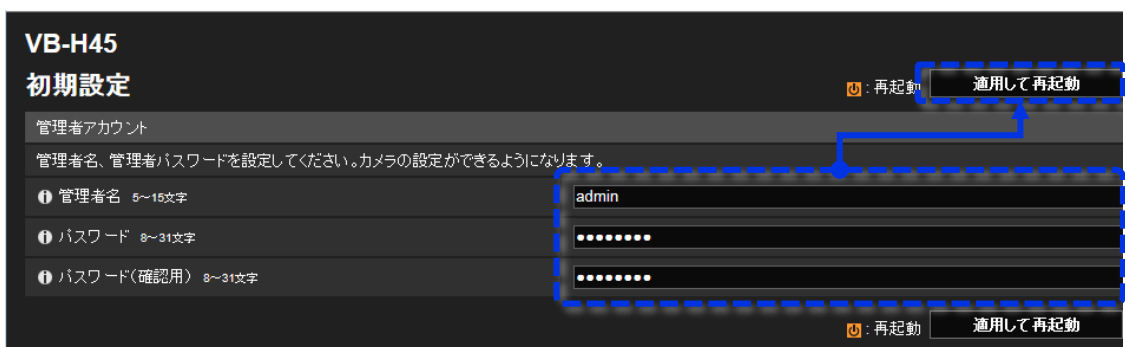 VB-H45
初期設定
：再起動 適用して再起動
管理者アカウント
管理者名、管理者パスワードを設定してください。カメラの設定ができるようになります。
管理者名 5～15文字 admin
パスワード 8～31文字 ●●●●●●●●
パスワード(確認用) 8～31文字 ●●●●●●●●
：再起動 適用して再起動